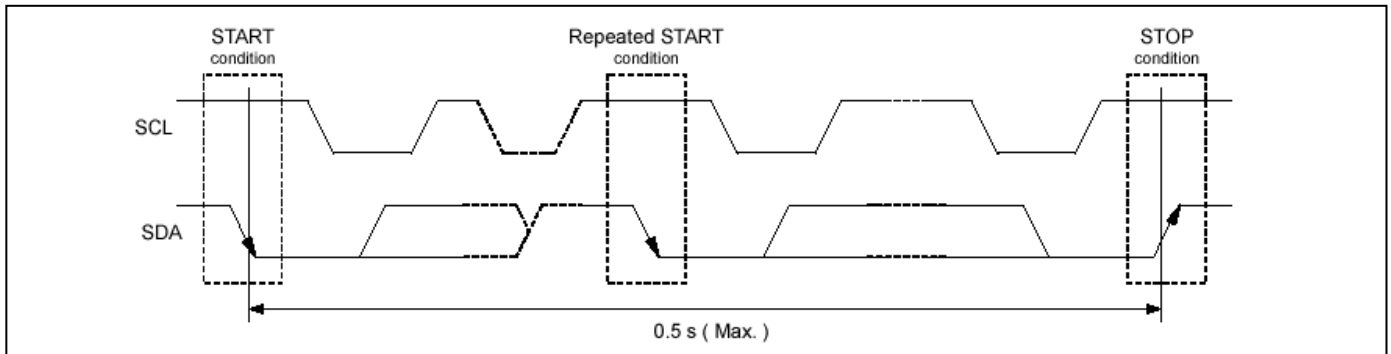 START
condition
Repeated START
condition
STOP
condition
SCL
SDA
0.5 s ( Max. )